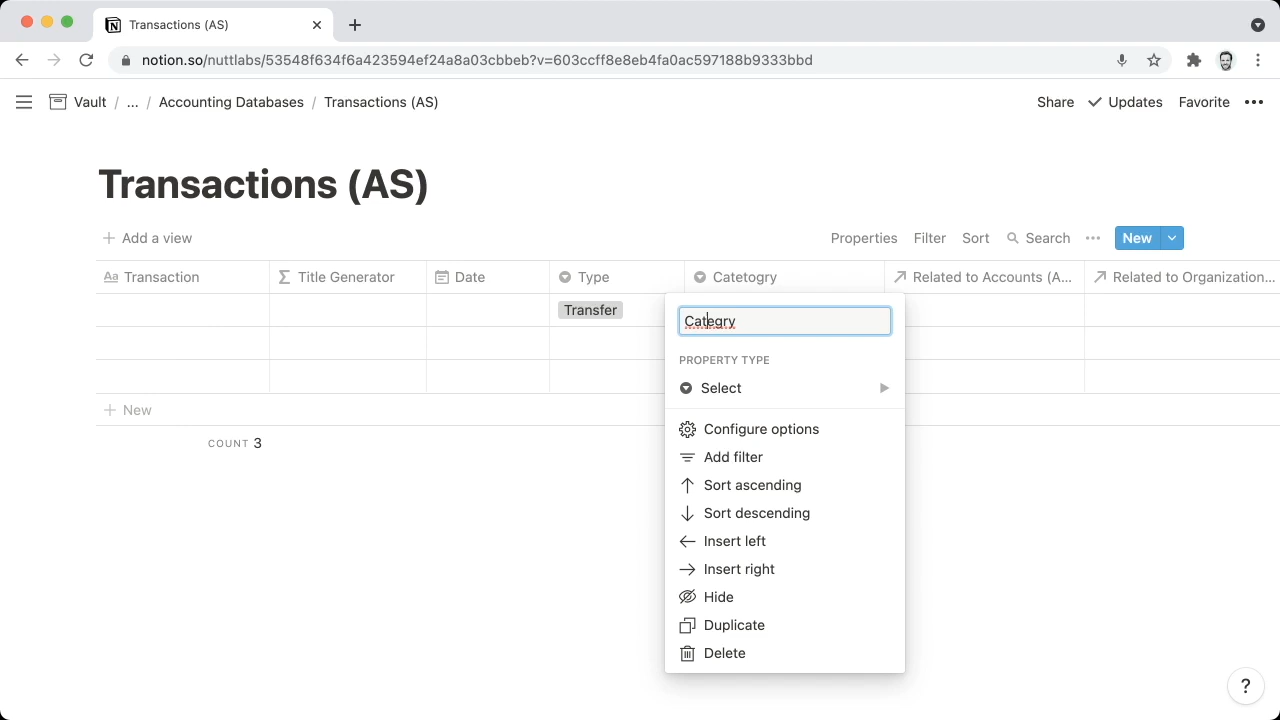 Transactions (AS)
notion.so/nuttlabs/53548f634f6a423594ef24a8a03cbbeb?v=603ccff8e8eb4fa0ac597188b9333bbd
Vault / ... / Accounting Databases / Transactions (AS)
Share Updates Favorite
Transactions (AS)
Add a view
Properties Filter Sort Search New
Aa Transaction Title Generator Date Type Catetogry Related to Accounts (A... Related to Organization...
Transfer
Categry
PROPERTY TYPE
Select
New
Configure options
COUNT 3
Add filter
Sort ascending
Sort descending
Insert left
Insert right
Hide
Duplicate
Delete
?